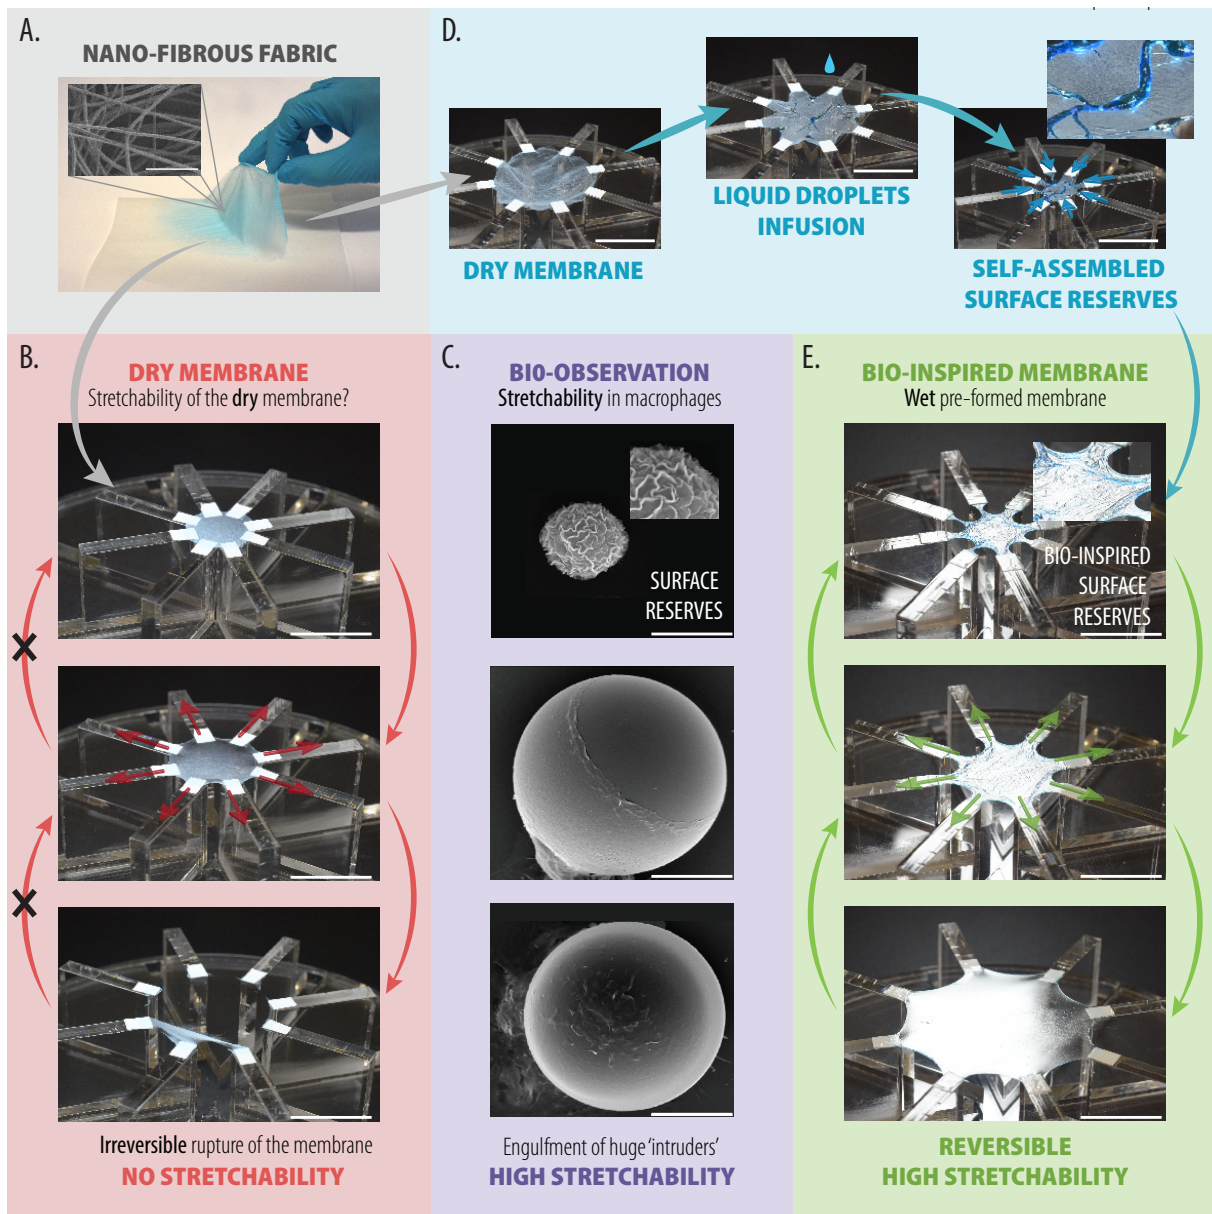 A.
NANO-FIBROUS FABRIC
D.
DRY MEMBRANE
LIQUID DROPLETS
INFUSION
SELF-ASSEMBLED
SURFACE RESERVES
B.
DRY MEMBRANE
Stretchability of the dry membrane?
Irreversible rupture of the membrane
NO STRETCHABILITY
C.
BI0-OBSERVATION
Stretchability in macrophages
SURFACE
RESERVES
Engulfment of huge ‘intruders’
HIGH STRETCHABILITY
E.
BIO-INSPIRED MEMBRANE
Wet pre-formed membrane
BIO-INSPIRED
SURFACE
RESERVES
REVERSIBLE
HIGH STRETCHABILITY